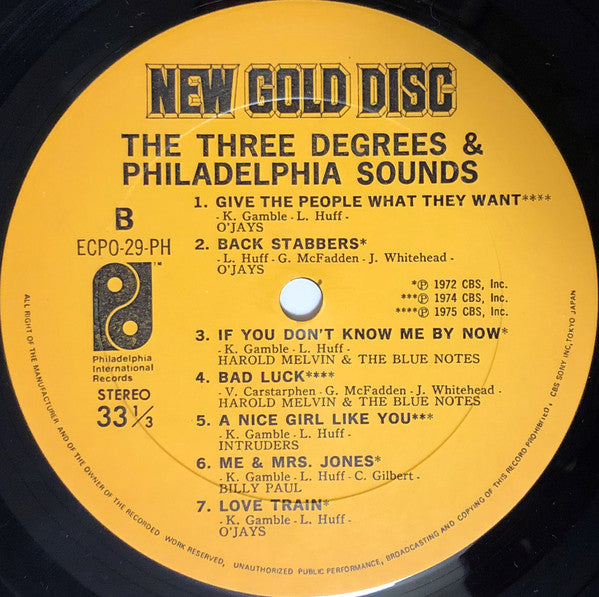 NEW GOLD DISC
THE THREE DEGREES &
PHILADELPHIA SOUNDS
B
ECPO-29-PH
Philadelphia
International
Records
™
STEREO
33 1/3
1. GIVE THE PEOPLE WHAT THEY WANT****
- K. Gamble - L. Huff -
O'JAYS
2. BACK STABBERS*
- L. Huff - G. McFadden - J. Whitehead -
O'JAYS
*℗ 1972 CBS, Inc.
***℗ 1974 CBS, Inc.
****℗ 1975 CBS, Inc.
3. IF YOU DON'T KNOW ME BY NOW*
- K. Gamble - L. Huff -
HAROLD MELVIN & THE BLUE NOTES
4. BAD LUCK****
- V. Carstarphen - G. McFadden - J. Whitehead -
HAROLD MELVIN & THE BLUE NOTES
5. A NICE GIRL LIKE YOU***
- K. Gamble - L. Huff -
INTRUDERS
6. ME & MRS. JONES*
- K. Gamble - L. Huff - C. Gilbert -
BILLY PAUL
7. LOVE TRAIN*
- K. Gamble - L. Huff -
O'JAYS
ALL RIGHT OF THE MANUFACTURER AND OF THE OWNER OF THE RECORDED WORK RESERVED, UNAUTHORIZED PUBLIC PERFORMANCE, BROADCASTING AND COPYING OF THIS RECORD PROHIBITED, CBS SONY INC, TOKYO JAPAN